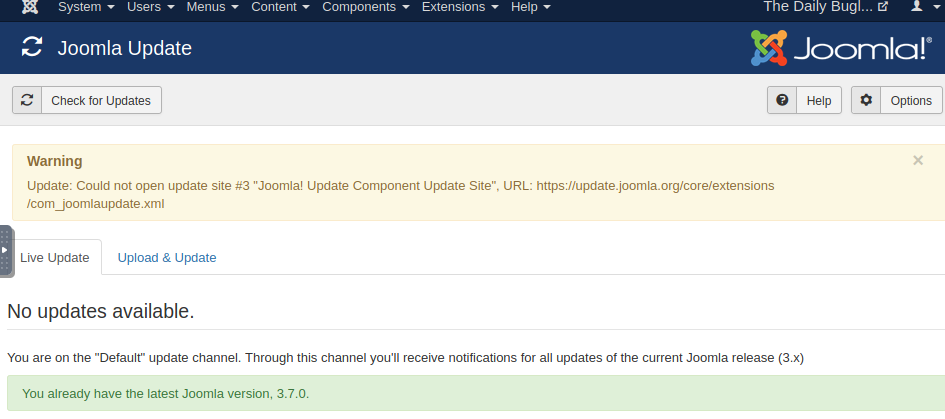 System Users Menus Content Components Extensions Help The Daily Bugl...
Joomla Update Joomla!®
Check for Updates Help Options
Warning ×
Update: Could not open update site #3 "Joomla! Update Component Update Site", URL: https://update.joomla.org/core/extensions
/com_joomlaupdate.xml
Live Update Upload & Update
No updates available.
You are on the "Default" update channel. Through this channel you'll receive notifications for all updates of the current Joomla release (3.x)
You already have the latest Joomla version, 3.7.0.